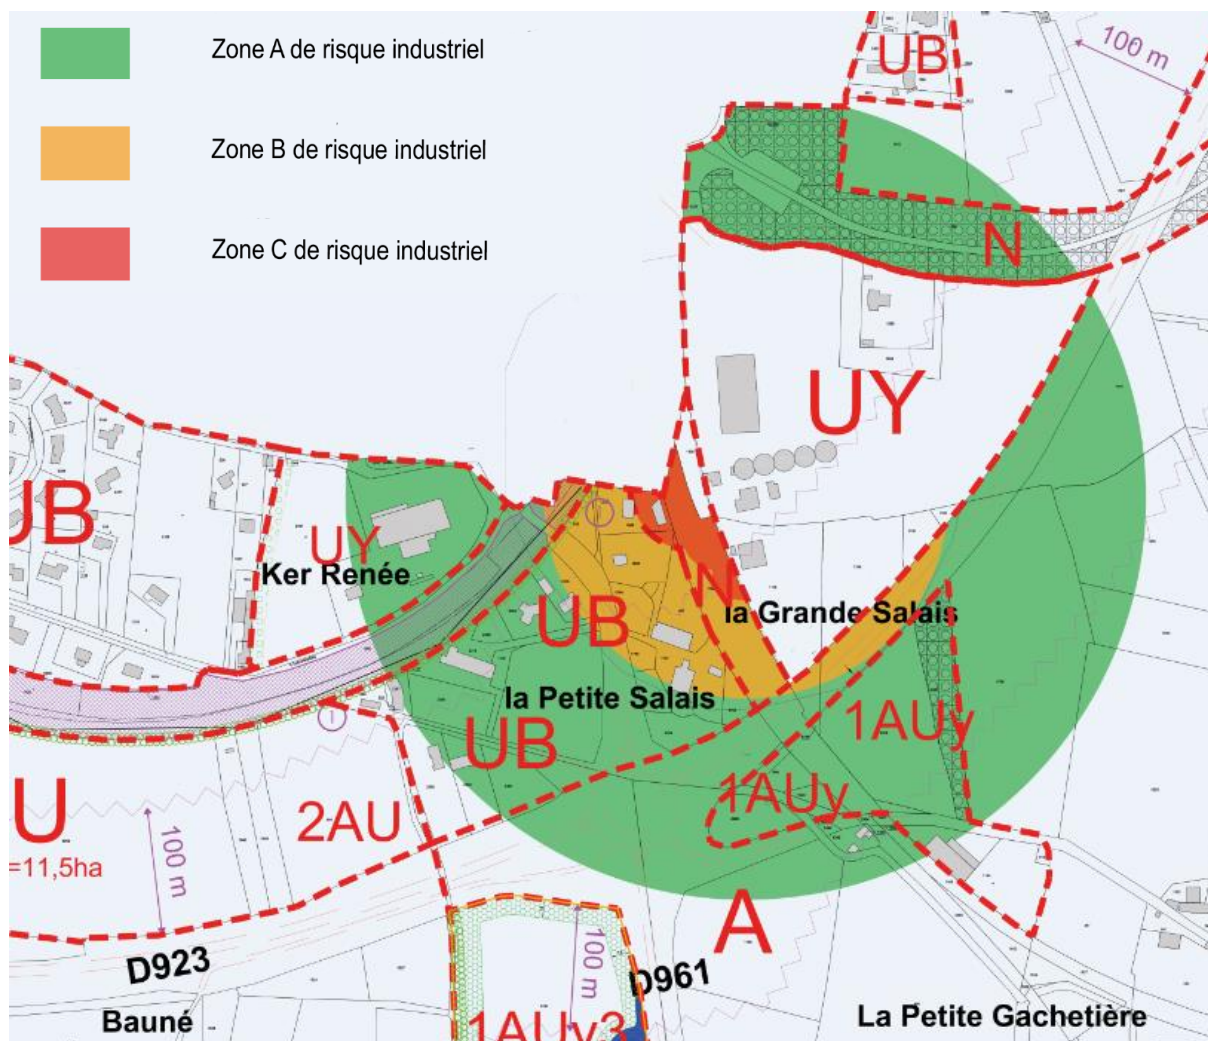 Zone A de risque industriel
Zone B de risque industriel
Zone C de risque industriel
UB
100 m
N
UY
UB
UY
Ker Renée
N
la Grande Salais
UB
la Petite Salais
UB
1AUy
1AUy
2AU
U
=11,5ha
100 m
A
D923
100 m
D961
Bauné
1AUy3
La Petite Gachetière